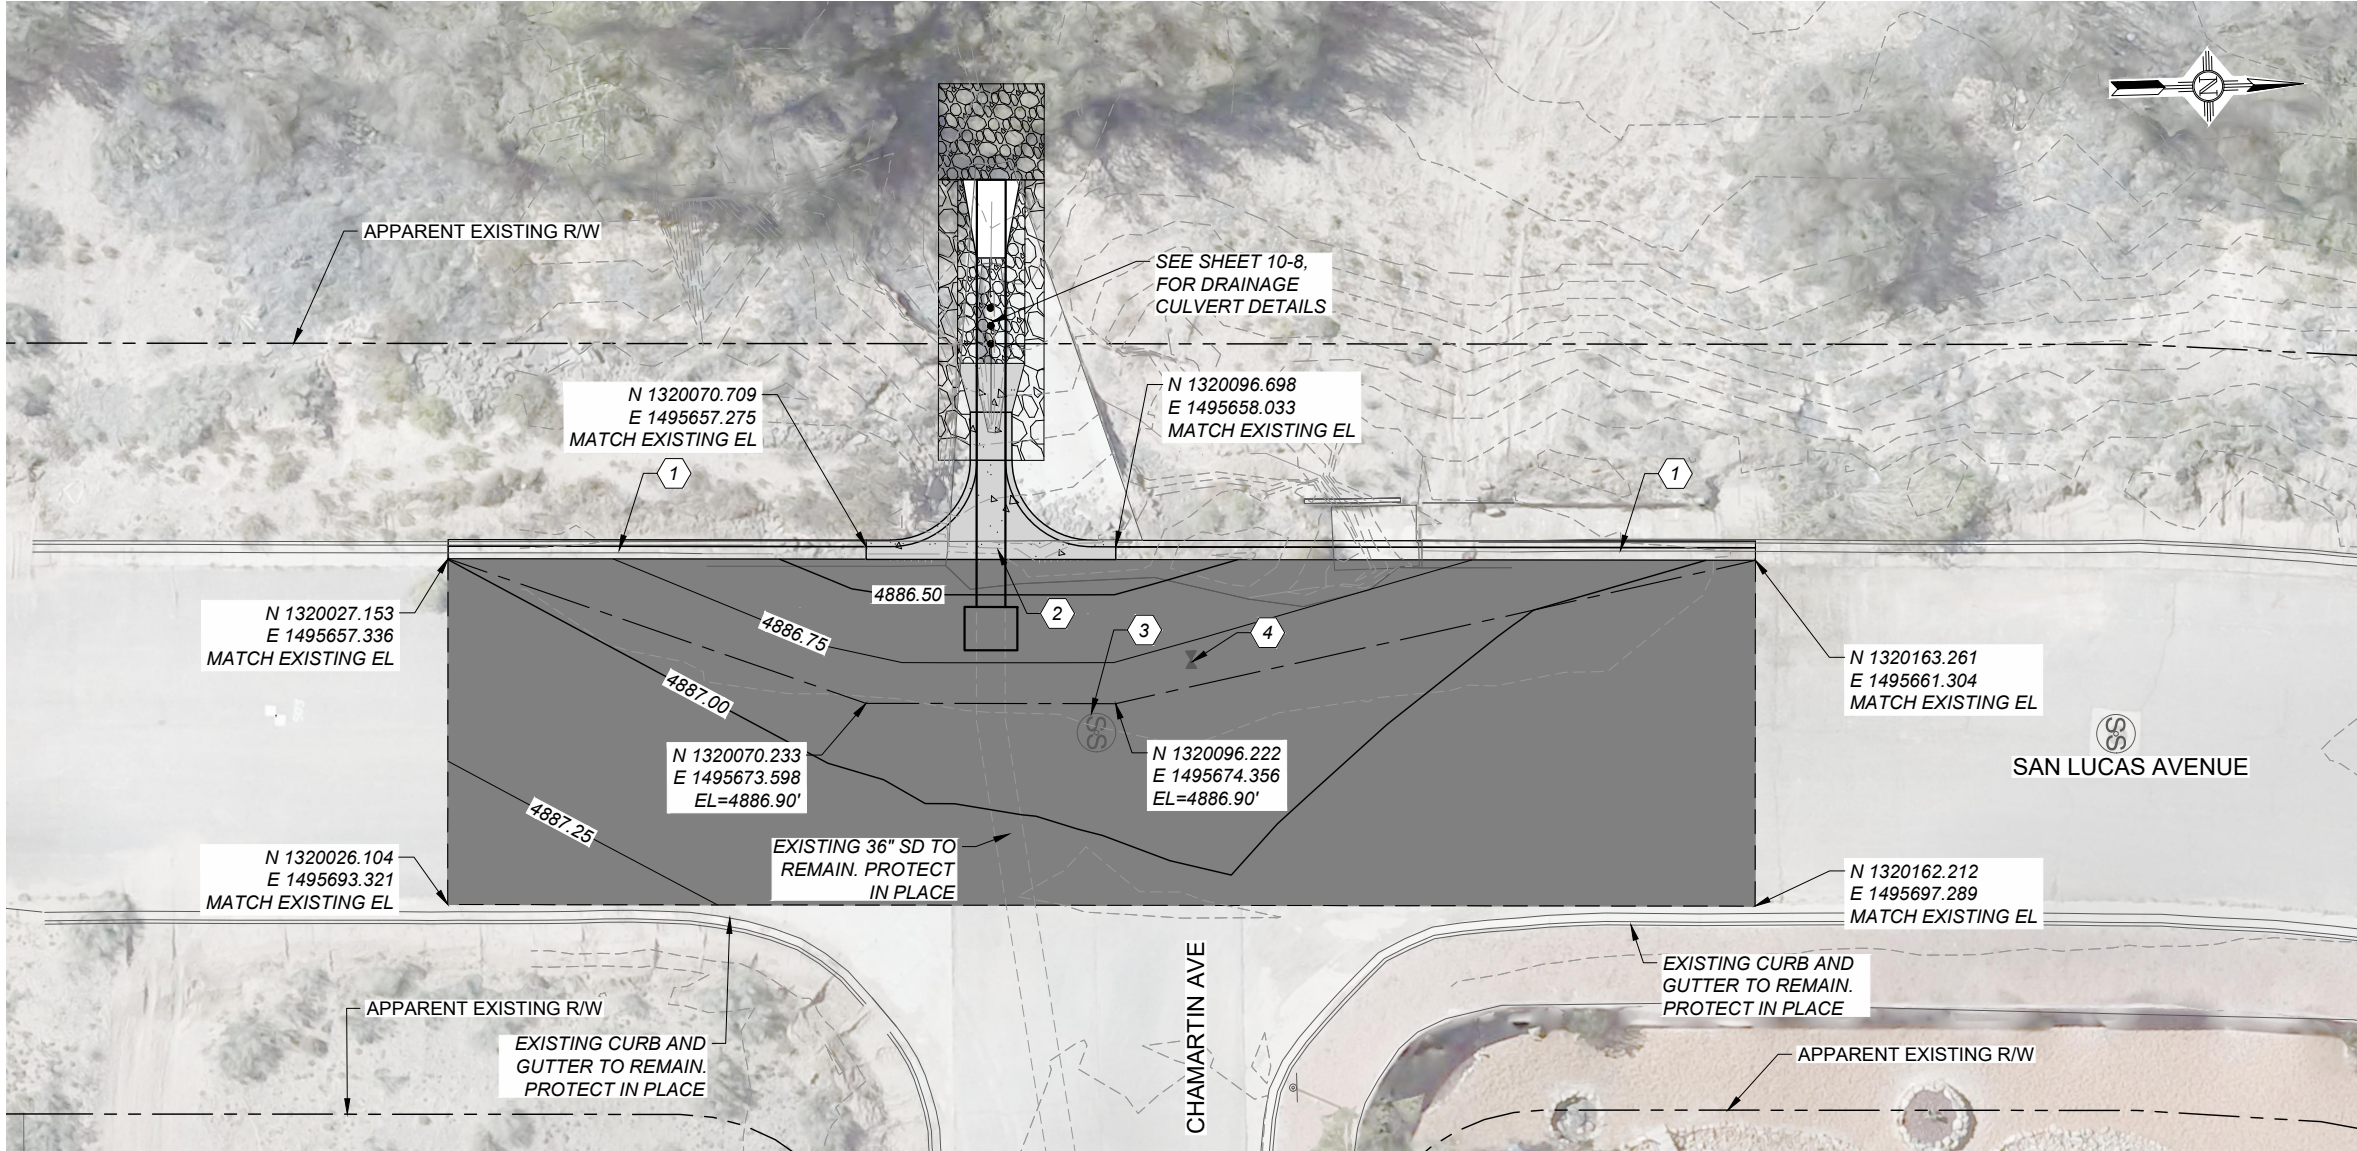 N
APPARENT EXISTING R/W
SEE SHEET 10-8,
FOR DRAINAGE
CULVERT DETAILS
N 1320070.709
E 1495657.275
MATCH EXISTING EL
N 1320096.698
E 1495658.033
MATCH EXISTING EL
1
1
4886.50
2
3
4
4886.75
4887.00
N 1320027.153
E 1495657.336
MATCH EXISTING EL
N 1320163.261
E 1495661.304
MATCH EXISTING EL
SS
SS
SAN LUCAS AVENUE
N 1320070.233
E 1495673.598
EL=4886.90'
N 1320096.222
E 1495674.356
EL=4886.90'
4887.25
EXISTING 36" SD TO
REMAIN. PROTECT
IN PLACE
N 1320026.104
E 1495693.321
MATCH EXISTING EL
N 1320162.212
E 1495697.289
MATCH EXISTING EL
CHAMARTIN AVE
EXISTING CURB AND
GUTTER TO REMAIN.
PROTECT IN PLACE
APPARENT EXISTING R/W
EXISTING CURB AND
GUTTER TO REMAIN.
PROTECT IN PLACE
APPARENT EXISTING R/W